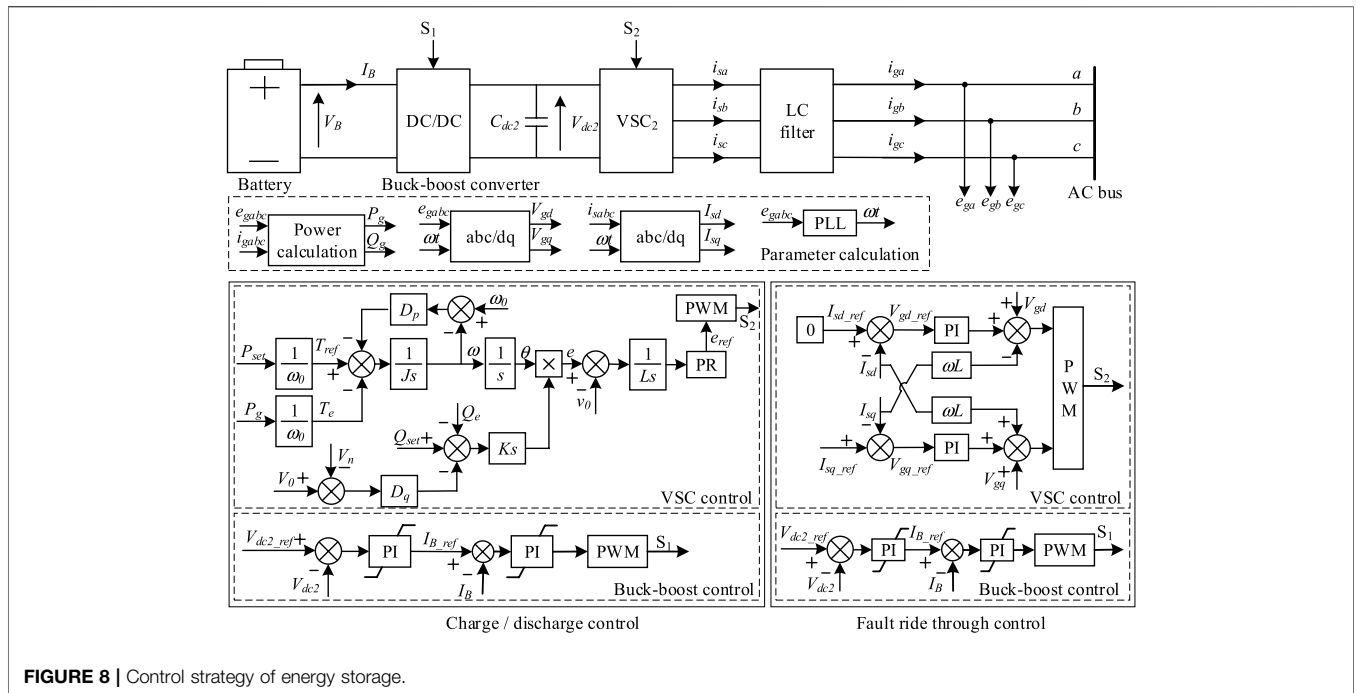 S1 S2
IB isa iga a
+ VB DC/DC Cdc2 Vdc2 VSC2 isb LC filter igb b
− isc igc c
Battery Buck-boost converter ega egb egc AC bus
egabc Pg egabc Vgd isabc Isd egabc ωt
Power calculation abc/dq abc/dq PLL
igabc Qg ωt Vgq ωt Isq Parameter calculation
Dp − + ω0 PWM S2
eref
Pset 1/ω0 Tref + − − 1/Js ω 1/s θ × e + − v0 1/Ls PR
Pg 1/ω0 Te
Qe −
Qset + − Ks
Vn −
V0 + Dq
VSC control
Vdc2_ref + − Vdc2 PI IB_ref + − IB PI PWM S1
Buck-boost control
Charge / discharge control
0 Isd_ref + − Vgd_ref PI + + − Vgd
Isd ωL
Isq ωL PWM S2
Isq_ref + − Vgq_ref PI + + + Vgq
VSC control
Vdc2_ref + − Vdc2 PI IB_ref + − IB PI PWM S1
Buck-boost control
Fault ride through control
FIGURE 8 | Control strategy of energy storage.